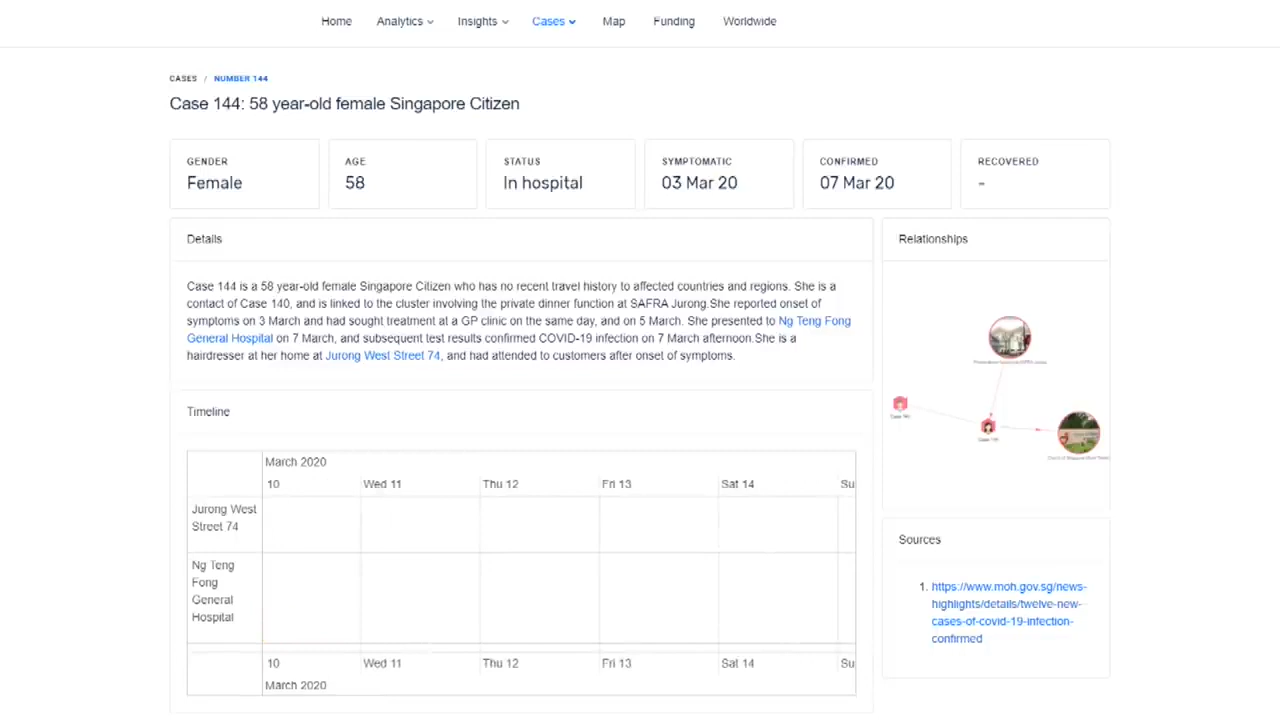 Home Analytics Insights Cases Map Funding Worldwide
CASES / NUMBER 144
Case 144: 58 year-old female Singapore Citizen
GENDER
Female
AGE
58
STATUS
In hospital
SYMPTOMATIC
03 Mar 20
CONFIRMED
07 Mar 20
RECOVERED
-
Details
Case 144 is a 58 year-old female Singapore Citizen who has no recent travel history to affected countries and regions. She is a
contact of Case 140, and is linked to the cluster involving the private dinner function at SAFRA Jurong.She reported onset of
symptoms on 3 March and had sought treatment at a GP clinic on the same day, and on 5 March. She presented to Ng Teng Fong
General Hospital on 7 March, and subsequent test results confirmed COVID-19 infection on 7 March afternoon.She is a
hairdresser at her home at Jurong West Street 74, and had attended to customers after onset of symptoms.
Timeline
March 2020
10 Wed 11 Thu 12 Fri 13 Sat 14 Su
Jurong West
Street 74
Ng Teng
Fong
General
Hospital
10 Wed 11 Thu 12 Fri 13 Sat 14 Su
March 2020
Relationships
Sources
1. https://www.moh.gov.sg/news-
highlights/details/twelve-new-
cases-of-covid-19-infection-
confirmed